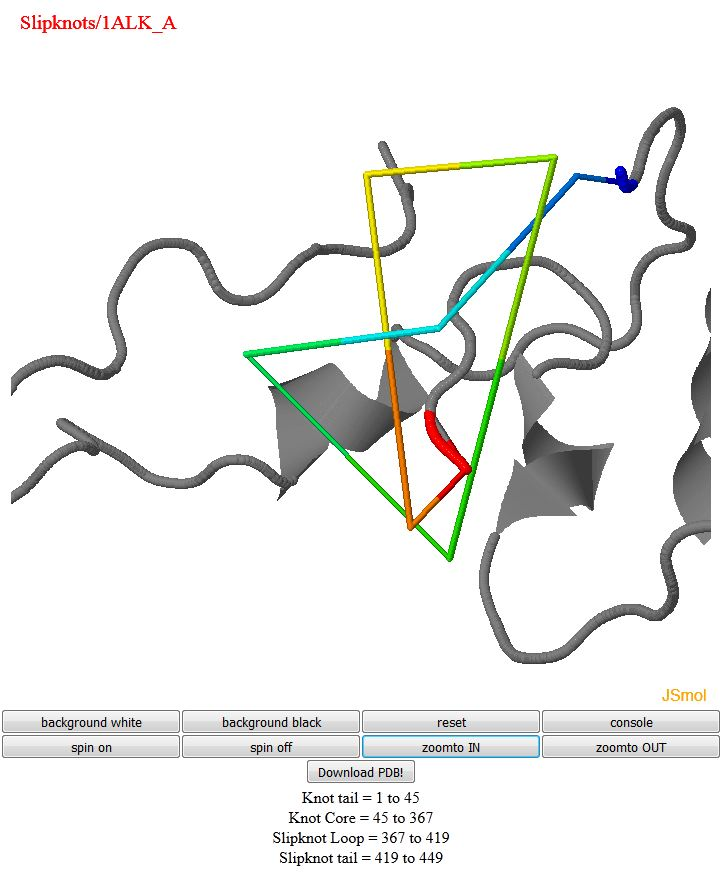 Slipknots/1ALK_A
JSmol
background white background black reset console
spin on spin off zoomto IN zoomto OUT
Download PDB!
Knot tail = 1 to 45
Knot Core = 45 to 367
Slipknot Loop = 367 to 419
Slipknot tail = 419 to 449